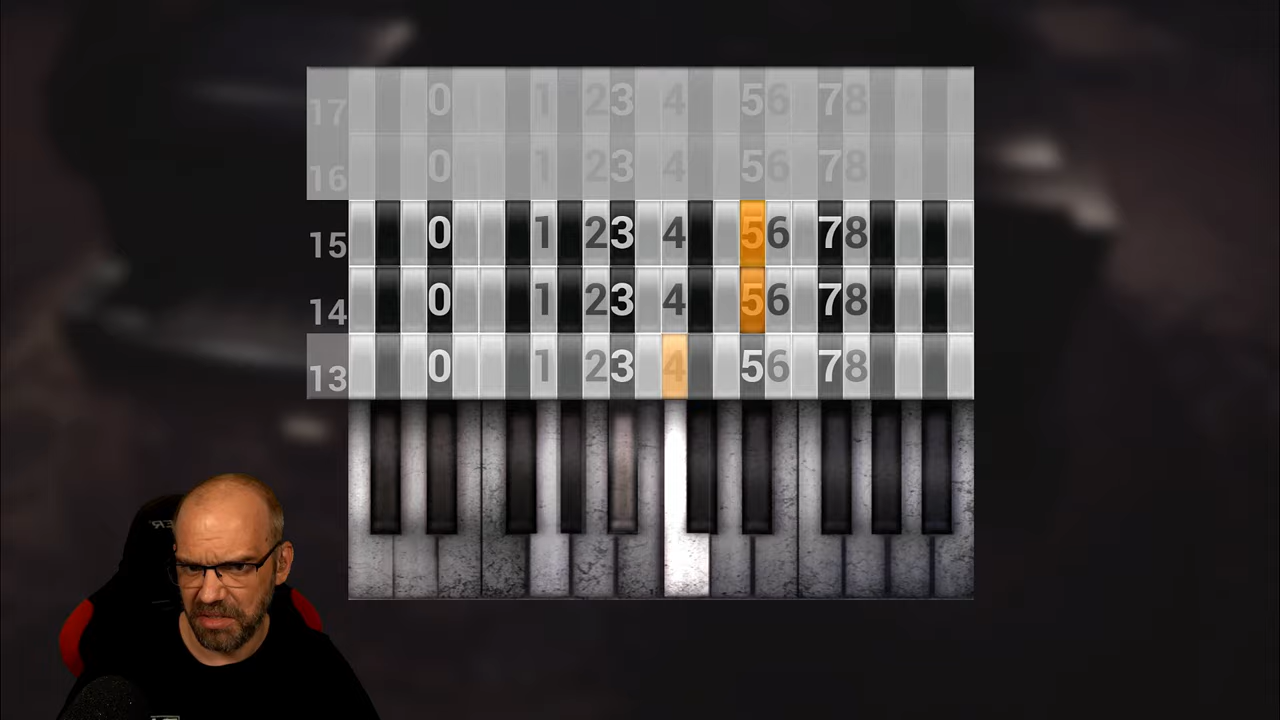 17 0 1 2 3 4 5 6 7 8
16 0 1 2 3 4 5 6 7 8
15 0 1 2 3 4 5 6 7 8
14 0 1 2 3 4 5 6 7 8
13 0 1 2 3 4 5 6 7 8